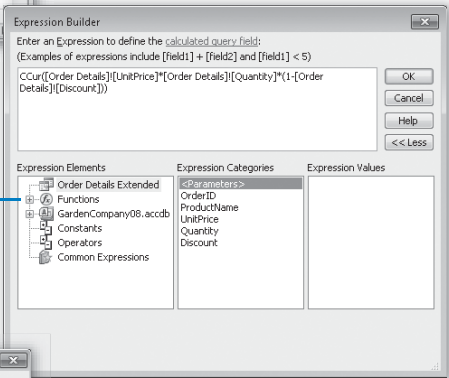 Expression Builder
Enter an Expression to define the calculated query field:
(Examples of expressions include [field1] + [field2] and [field1] < 5)
CCur([Order Details]![UnitPrice]*[Order Details]![Quantity]*(1-[Order
Details]![Discount]))
OK
Cancel
Help
<< Less
Expression Elements
Expression Categories
Expression Values
Order Details Extended
Functions
GardenCompany08.accdb
Constants
Operators
Common Expressions
<Parameters>
OrderID
ProductName
UnitPrice
Quantity
Discount